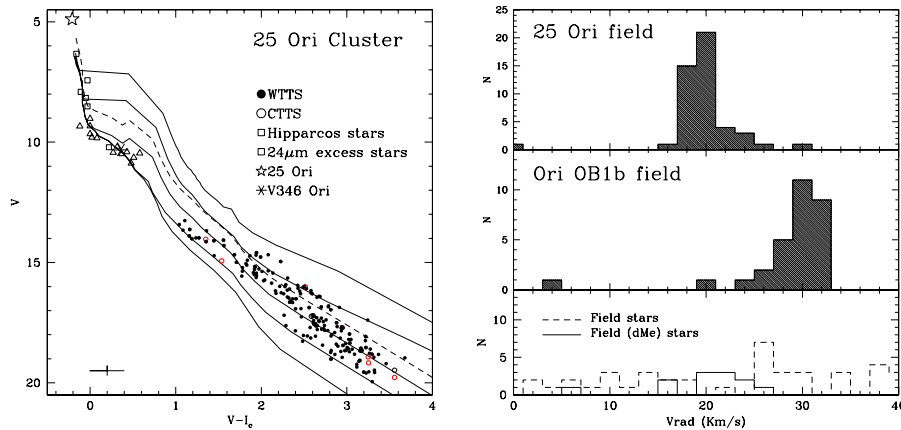 25 Ori Cluster
WTTS
CTTS
Hipparcos stars
24μm excess stars
25 Ori
V346 Ori
V
5
10
15
20
0
1
2
3
4
V-I_c
25 Ori field
N
25
20
15
10
5
0
Ori OB1b field
N
10
5
0
Field stars
Field (dMe) stars
N
10
5
0
0
10
20
30
40
Vrad (Km/s)